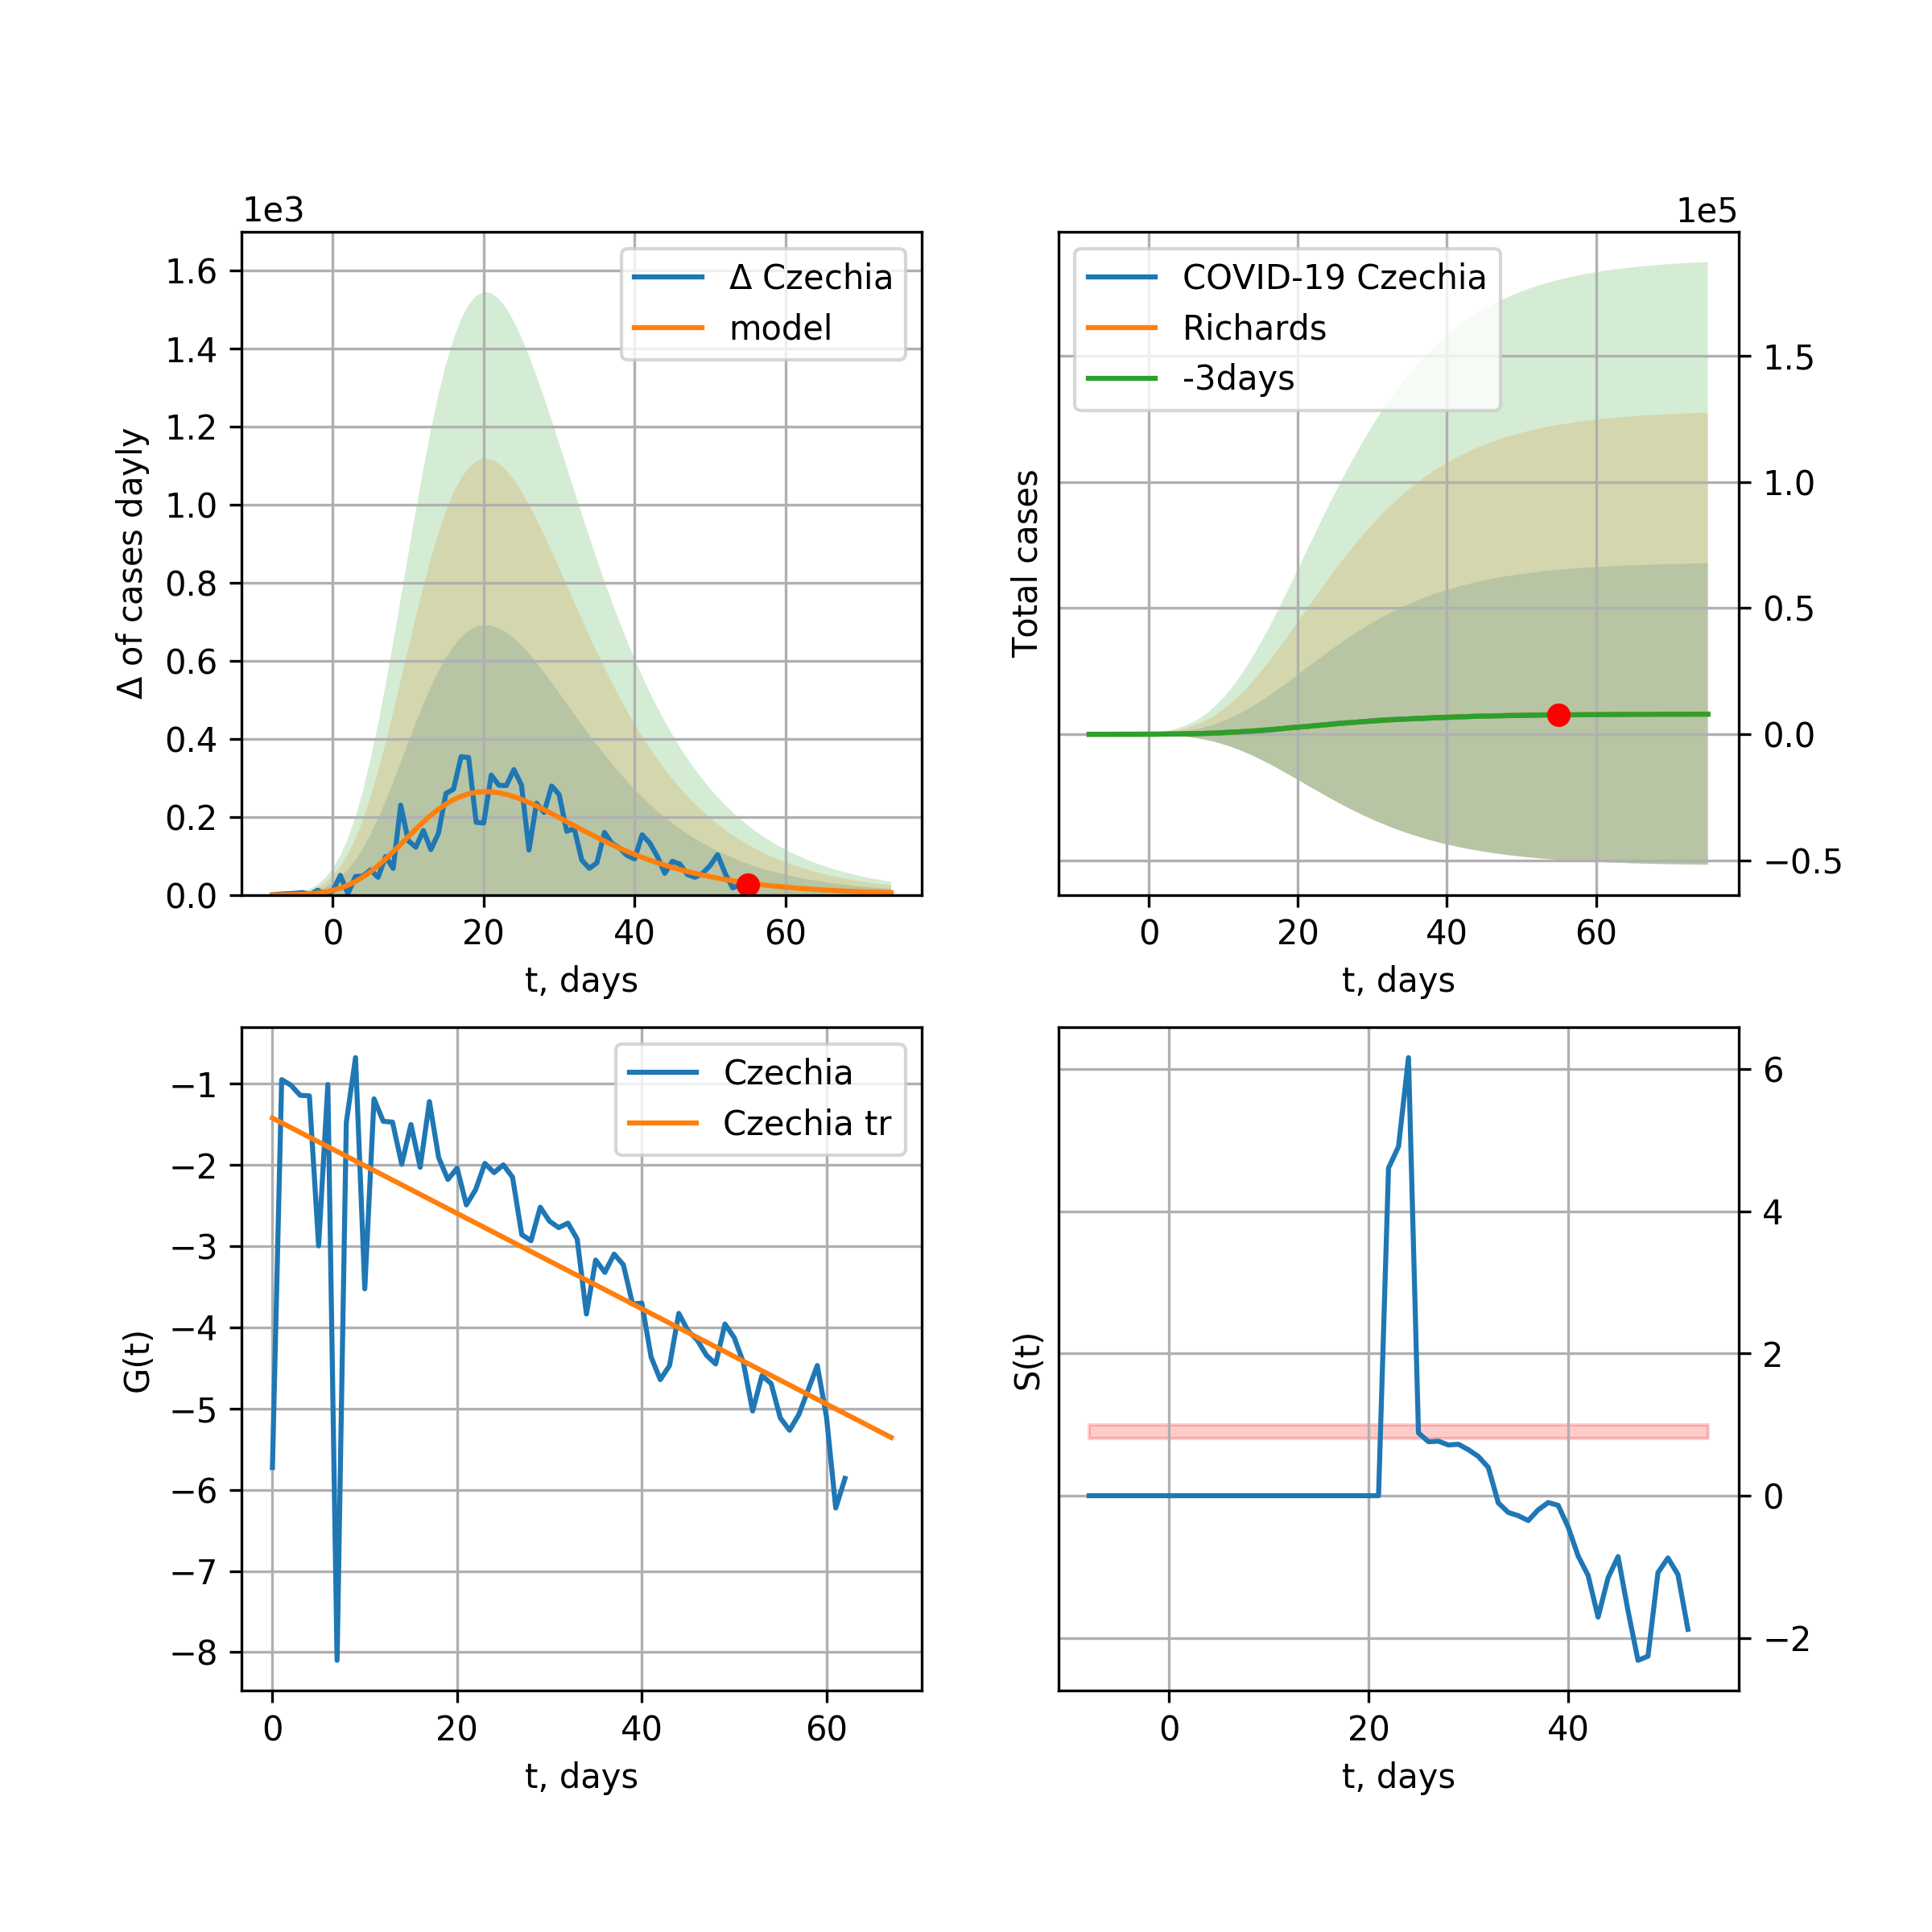 1e3
Δ of cases dayly
1.6
1.4
1.2
1.0
0.8
0.6
0.4
0.2
0.0
0 20 40 60
t, days
Δ Czechia
model
1e5
Total cases
COVID-19 Czechia
Richards
-3days
1.5
1.0
0.5
0.0
−0.5
0 20 40 60
t, days
G(t)
−1
−2
−3
−4
−5
−6
−7
−8
0 20 40 60
t, days
Czechia
Czechia tr
S(t)
6
4
2
0
−2
0 20 40
t, days